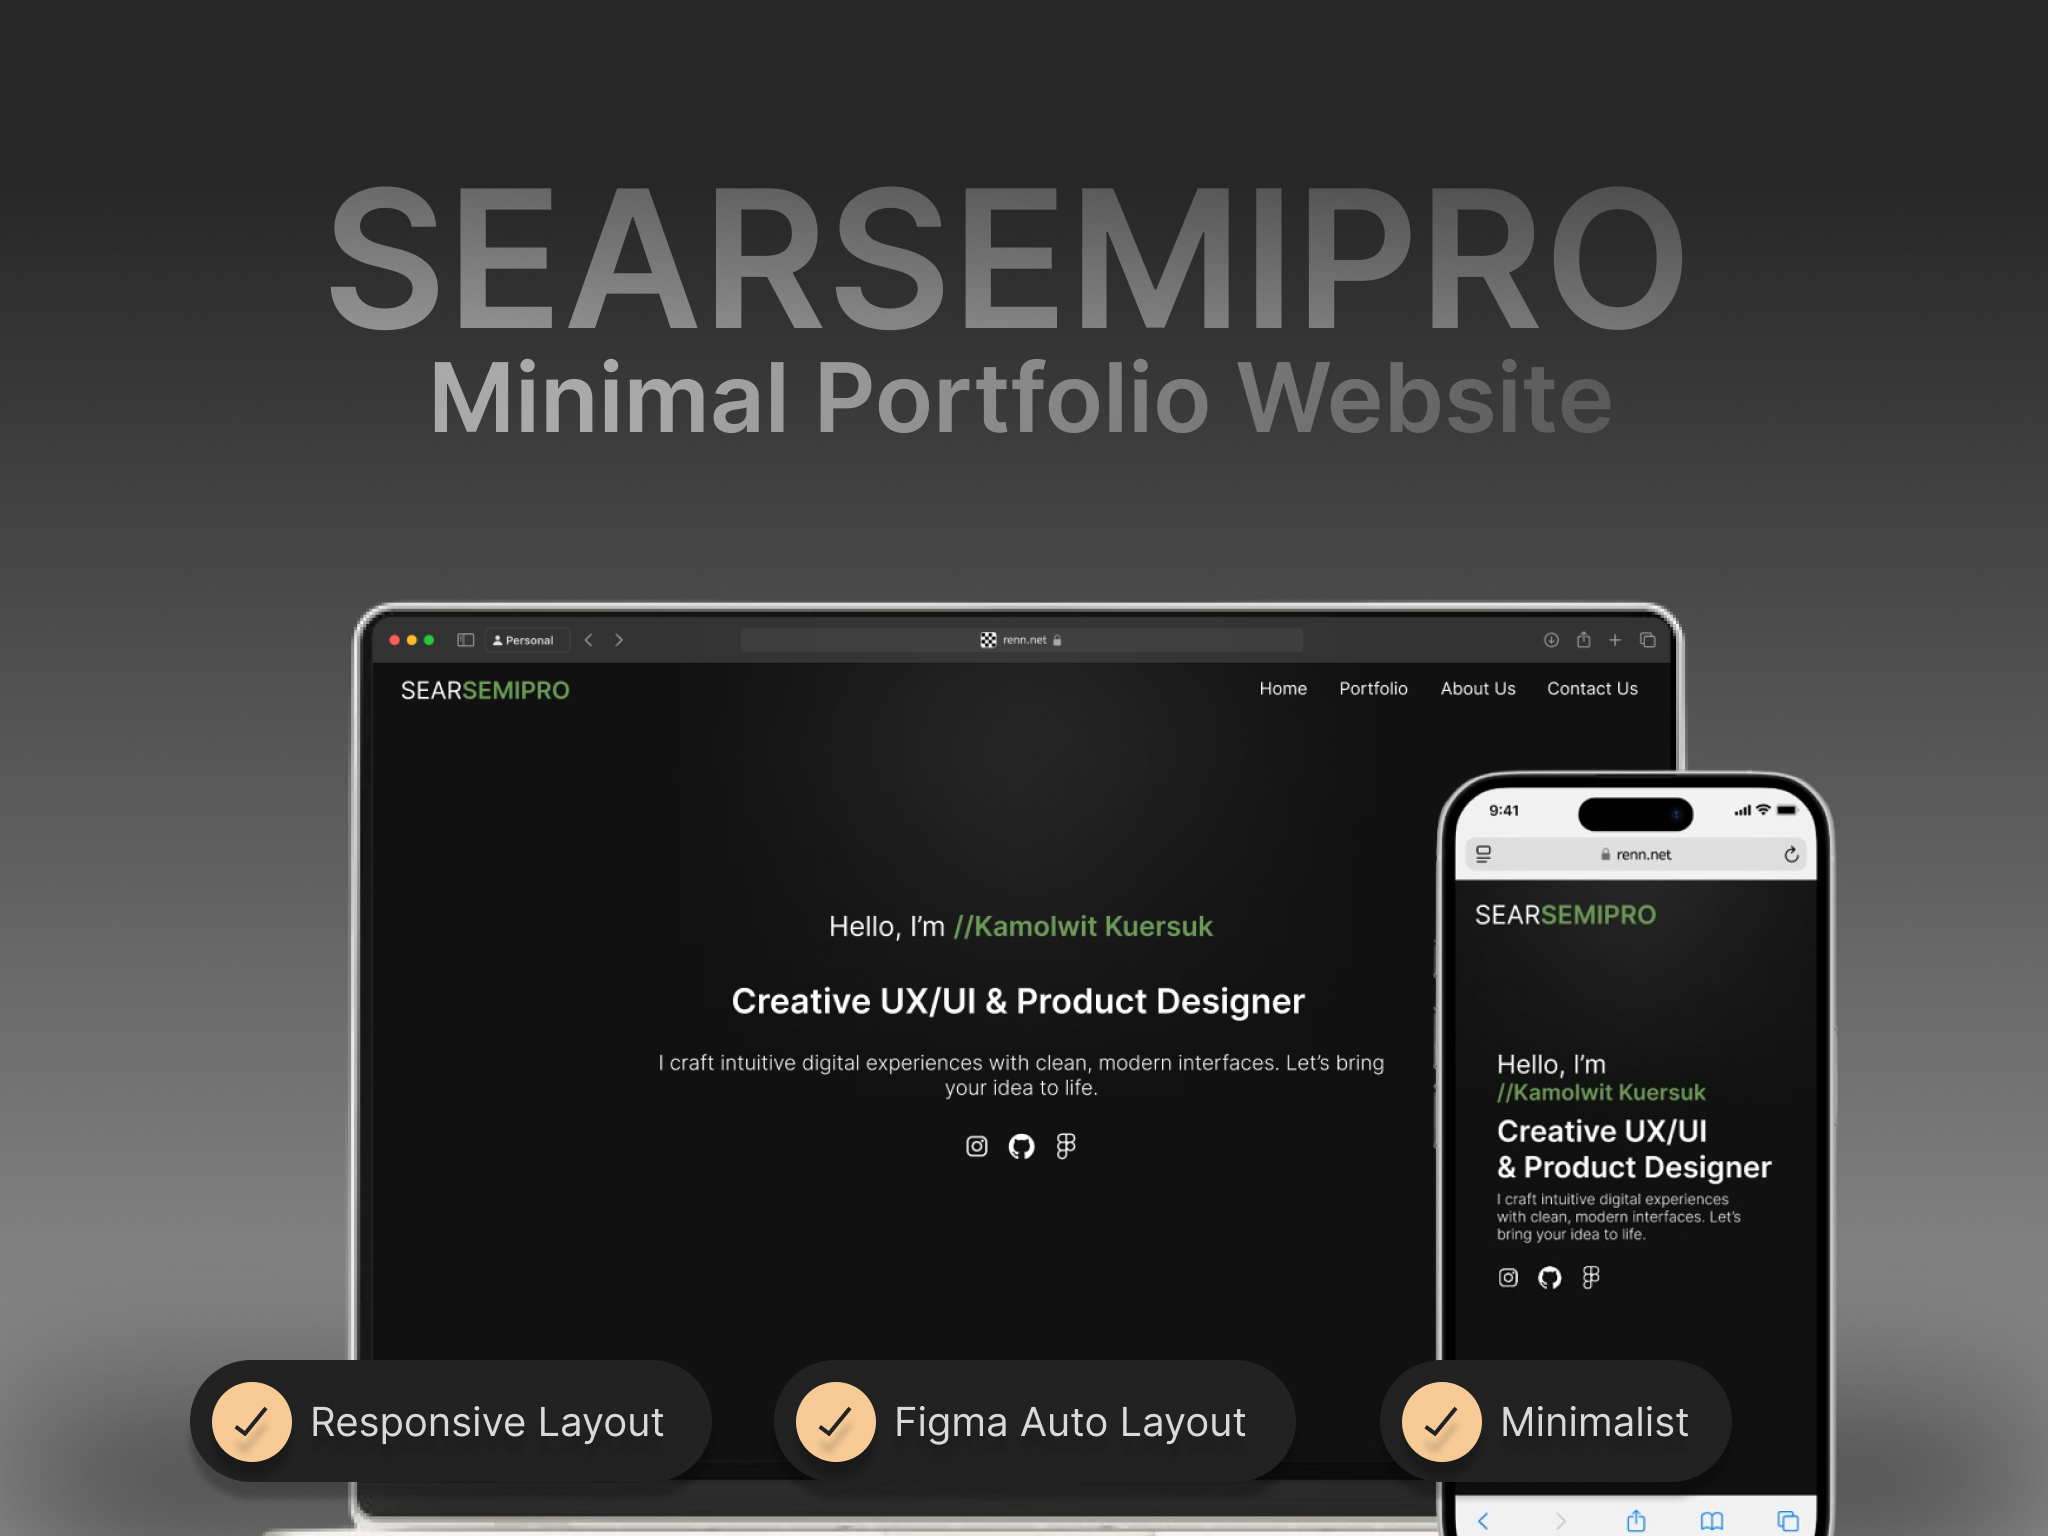 SEARSEMIPRO
Minimal Portfolio Website
Personal
renn.net
SEARSEMIPRO
Home Portfolio About Us Contact Us
Hello, I’m //Kamolwit Kuersuk
Creative UX/UI & Product Designer
I craft intuitive digital experiences with clean, modern interfaces. Let’s bring
your idea to life.
9:41
renn.net
SEARSEMIPRO
Hello, I’m
//Kamolwit Kuersuk
Creative UX/UI
& Product Designer
I craft intuitive digital experiences
with clean, modern interfaces. Let’s
bring your idea to life.
Responsive Layout
Figma Auto Layout
Minimalist